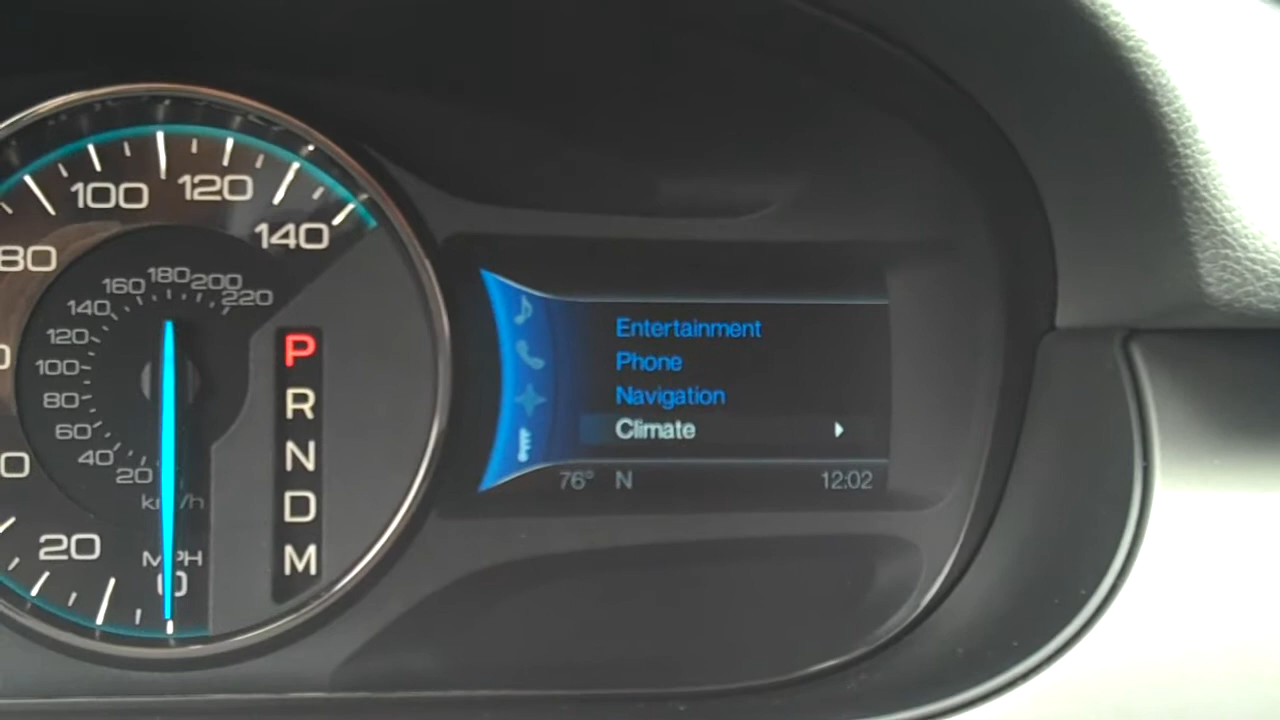 80
100
120
140
20
MPH
0
20
40
60
80
100
120
140
160
180
200
220
km/h
P
R
N
D
M
Entertainment
Phone
Navigation
Climate
76° N 12:02